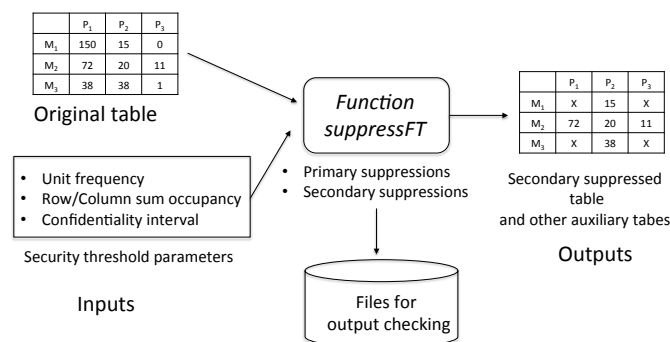 P1 P2 P3
M1 150 15 0
M2 72 20 11
M3 38 38 1
Original table
• Unit frequency
• Row/Column sum occupancy
• Confidentiality interval
Security threshold parameters
Inputs
Function
suppressFT
• Primary suppressions
• Secondary suppressions
Files for
output checking
P1 P2 P3
M1 X 15 X
M2 72 20 11
M3 X 38 X
Secondary suppressed
table
and other auxiliary tabes
Outputs